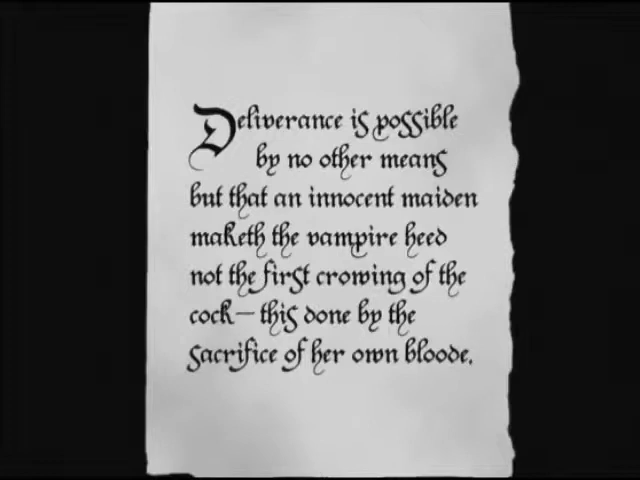 Deliverance is possible
by no other means
but that an innocent maiden
maketh the vampire heed
not the first crowing of the
cock—this done by the
sacrifice of her own bloode.